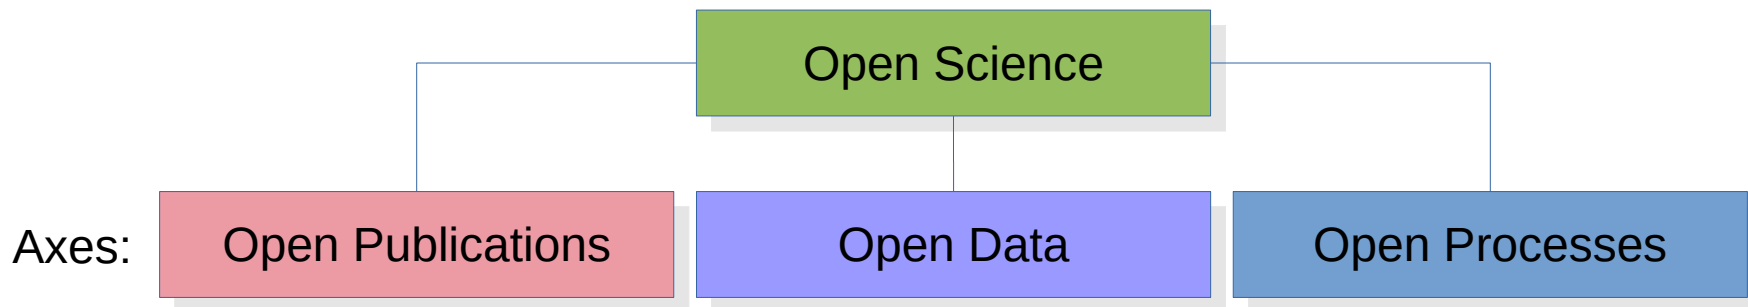 Open Science
Axes:
Open Publications
Open Data
Open Processes